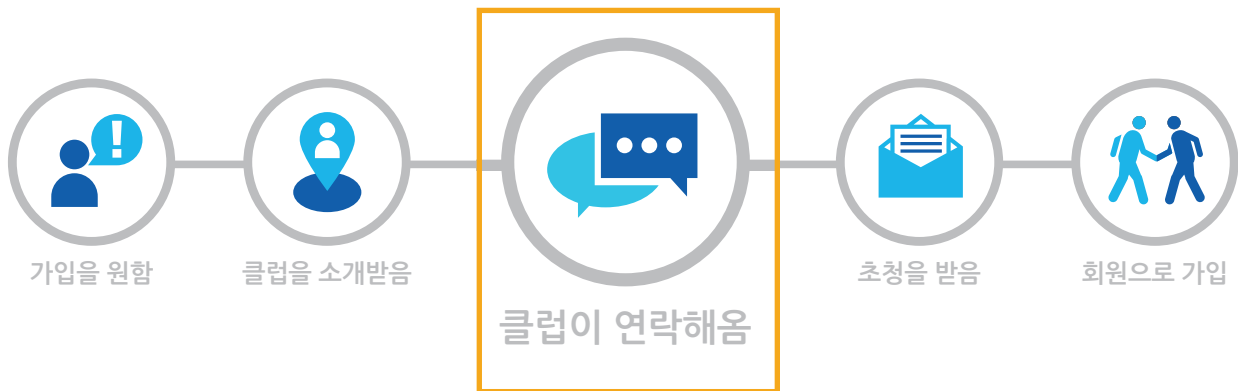 가입을 원함
클럽을 소개받음
클럽이 연락해옴
초청을 받음
회원으로 가입